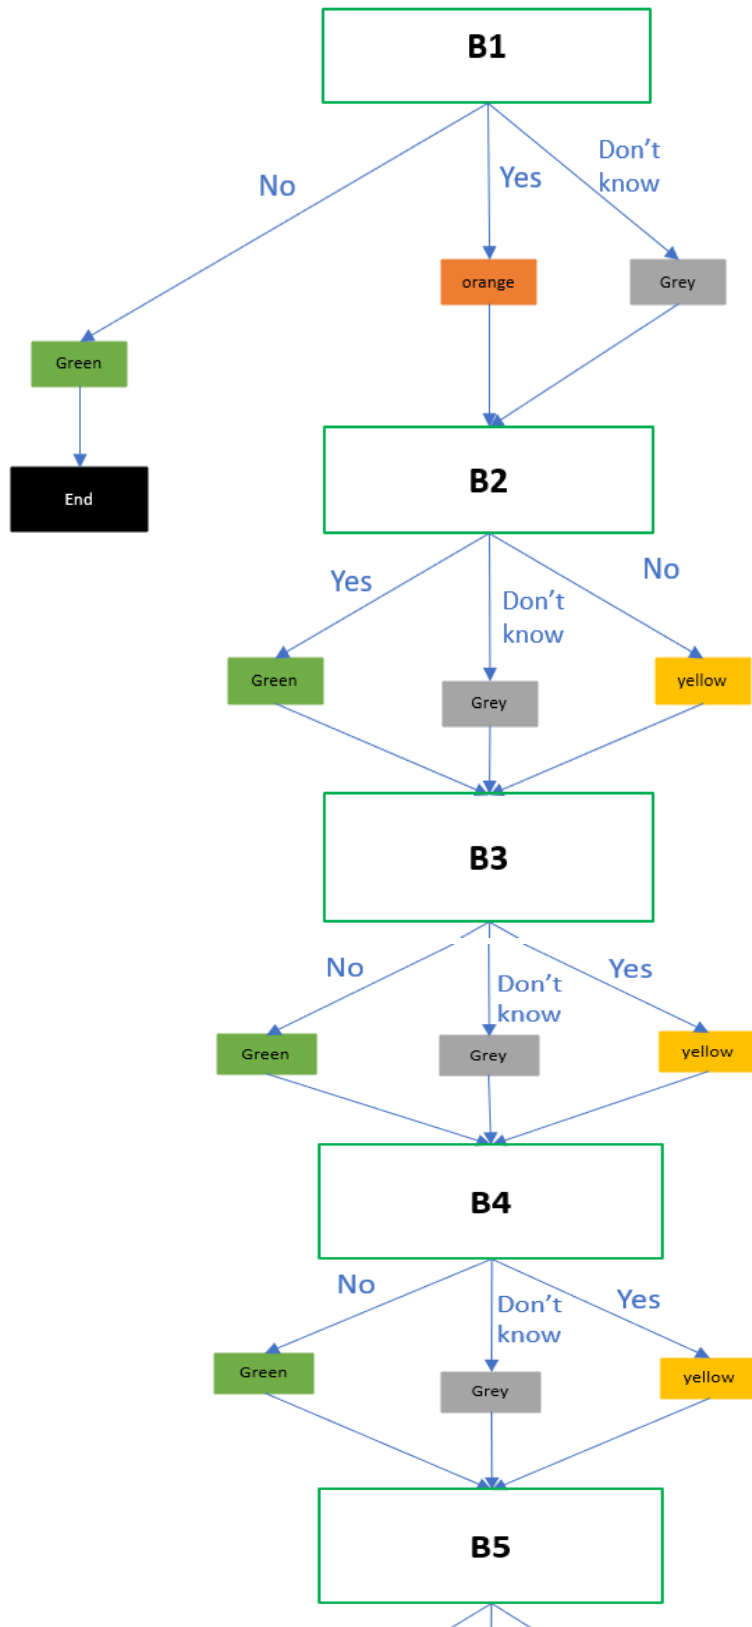 B1
No
Yes
Don't
know
orange
Grey
Green
End
B2
Yes
Don't
know
No
Green
Grey
yellow
B3
No
Don't
know
Yes
Green
Grey
yellow
B4
No
Don't
know
Yes
Green
Grey
yellow
B5